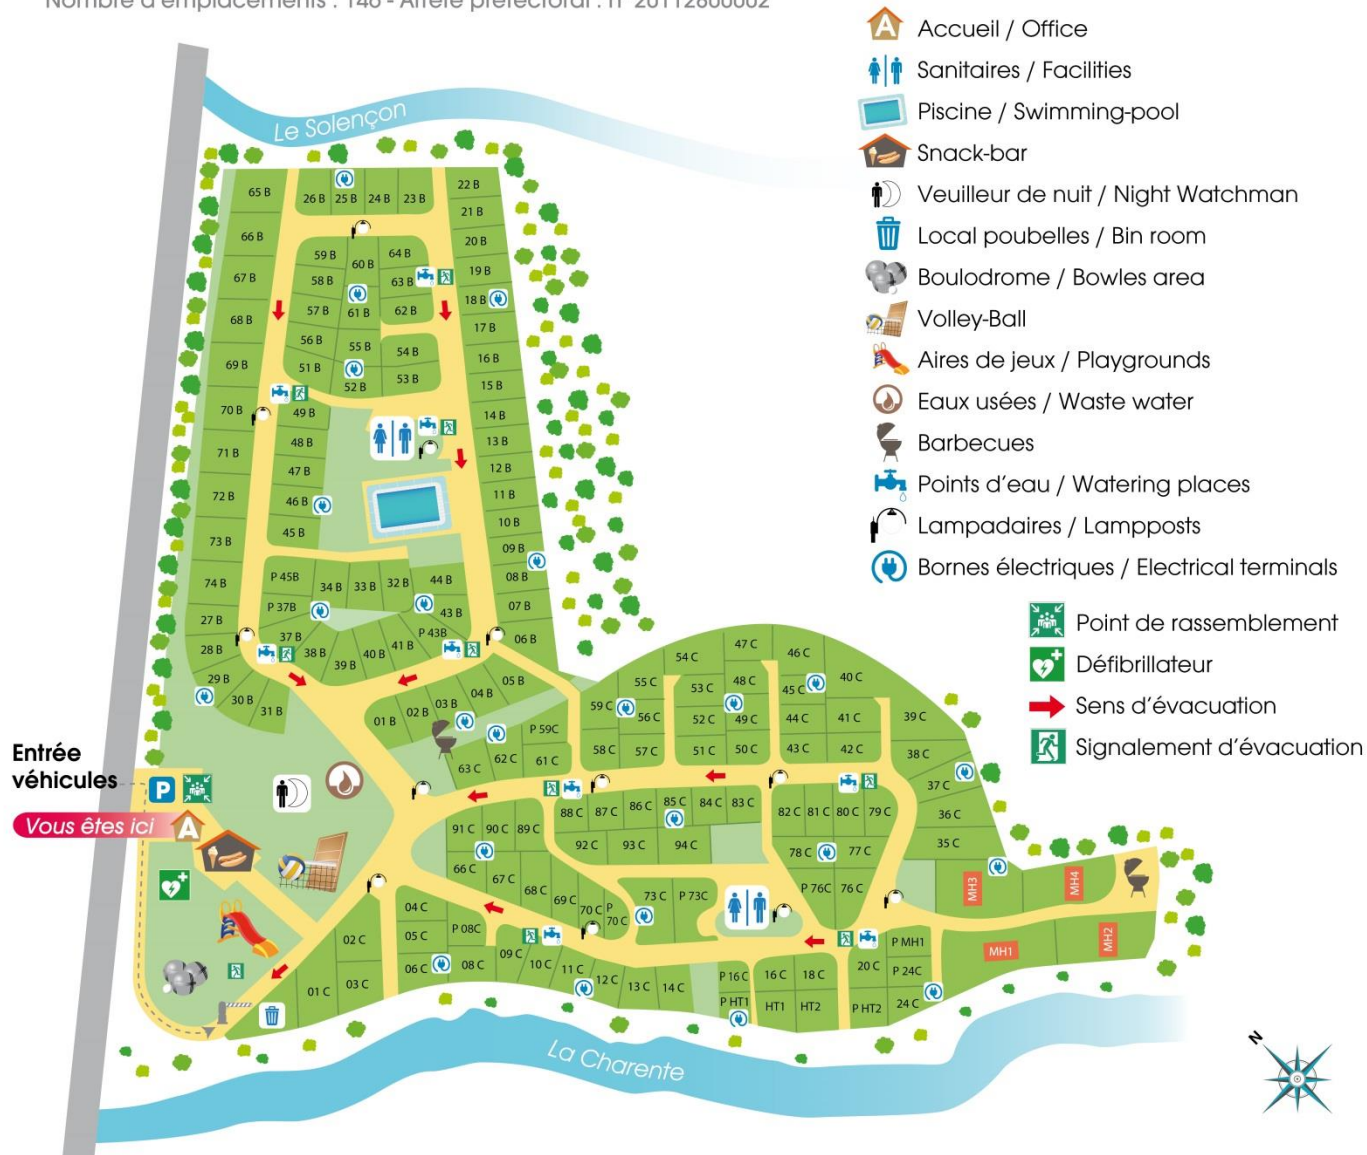 Nombre d'emplacements : 146 - Arrêté préfectoral : n° 20112800002
A Accueil / Office
Sanitaires / Facilities
Piscine / Swimming-pool
Snack-bar
Veuilleur de nuit / Night Watchman
Local poubelles / Bin room
Boulodrome / Bowles area
Volley-Ball
Aires de jeux / Playgrounds
Eaux usées / Waste water
Barbecues
Points d'eau / Watering places
Lampadaires / Lampposts
Bornes électriques / Electrical terminals
Point de rassemblement
Défibrillateur
Sens d'évacuation
Signalement d'évacuation
Le Solençon
65 B
26 B 25 B 24 B 23 B
22 B
21 B
66 B
20 B
59 B 60 B 64 B
67 B
58 B 63 B
19 B
18 B
68 B
57 B 61 B 62 B
17 B
56 B 55 B 54 B
16 B
69 B
51 B 52 B 53 B
15 B
70 B
49 B
14 B
71 B
48 B
13 B
47 B
12 B
72 B
46 B
11 B
73 B
45 B
10 B
09 B
74 B
P 45B 34 B 33 B 32 B 44 B
08 B
27 B
P 37B 43 B
07 B
28 B
37 B 38 B 39 B 40 B 41 B P 43B
06 B
29 B
30 B
31 B
01 B 02 B 03 B 04 B 05 B
54 C 47 C 46 C
55 C 53 C 48 C 45 C 40 C
59 C 56 C 52 C 49 C 44 C 41 C 39 C
P 59C
58 C 57 C 51 C 50 C 43 C 42 C 38 C
63 C 62 C 61 C
37 C
36 C
35 C
Entrée
véhicules
P
Vous êtes ici
A
88 C 87 C 86 C 85 C 84 C 83 C
82 C 81 C 80 C 79 C
91 C 90 C 89 C
92 C 93 C 94 C
78 C 77 C
66 C 67 C 68 C 69 C 70 C P 70 C
73 C P 73C
P 76C 76 C
MH3
MH4
04 C
05 C
P 08C
06 C
08 C 09 C 10 C 11 C 12 C 13 C 14 C
02 C
01 C 03 C
P 16 C 16 C 18 C
P HT1 HT1 HT2
20 C P MH1
P 24C
P HT2 24 C
MH1
MH2
La Charente
N